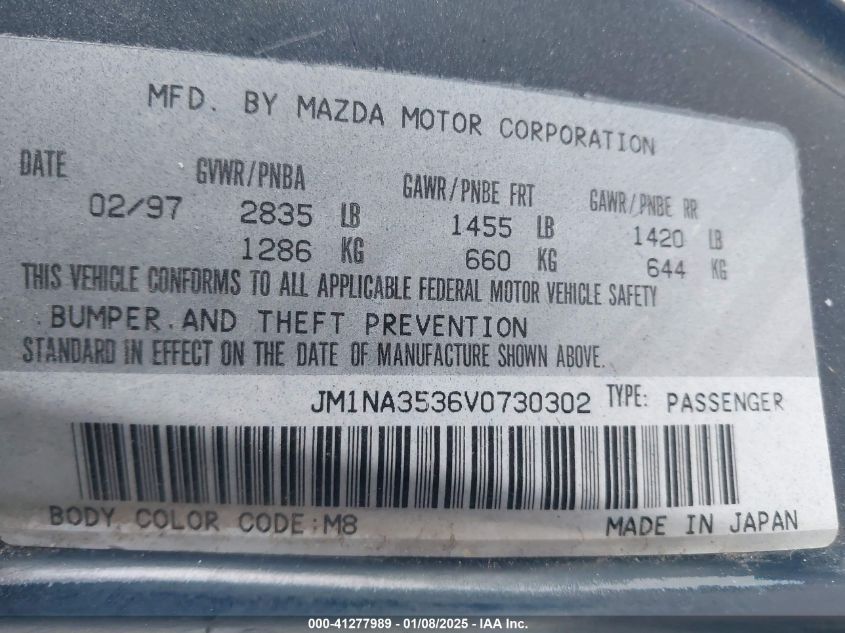 MFD. BY MAZDA MOTOR CORPORATION
DATE GVWR/PNBA GAWR/PNBE FRT GAWR/PNBE RR
02/97 2835 LB 1455 LB 1420 LB
1286 KG 660 KG 644 KG
THIS VEHICLE CONFORMS TO ALL APPLICABLE FEDERAL MOTOR VEHICLE SAFETY
BUMPER AND THEFT PREVENTION
STANDARD IN EFFECT ON THE DATE OF MANUFACTURE SHOWN ABOVE.
JM1NA3536V0730302 TYPE: PASSENGER
BODY COLOR CODE:M8 MADE IN JAPAN
000-41277989 - 01/08/2025 - IAA Inc.